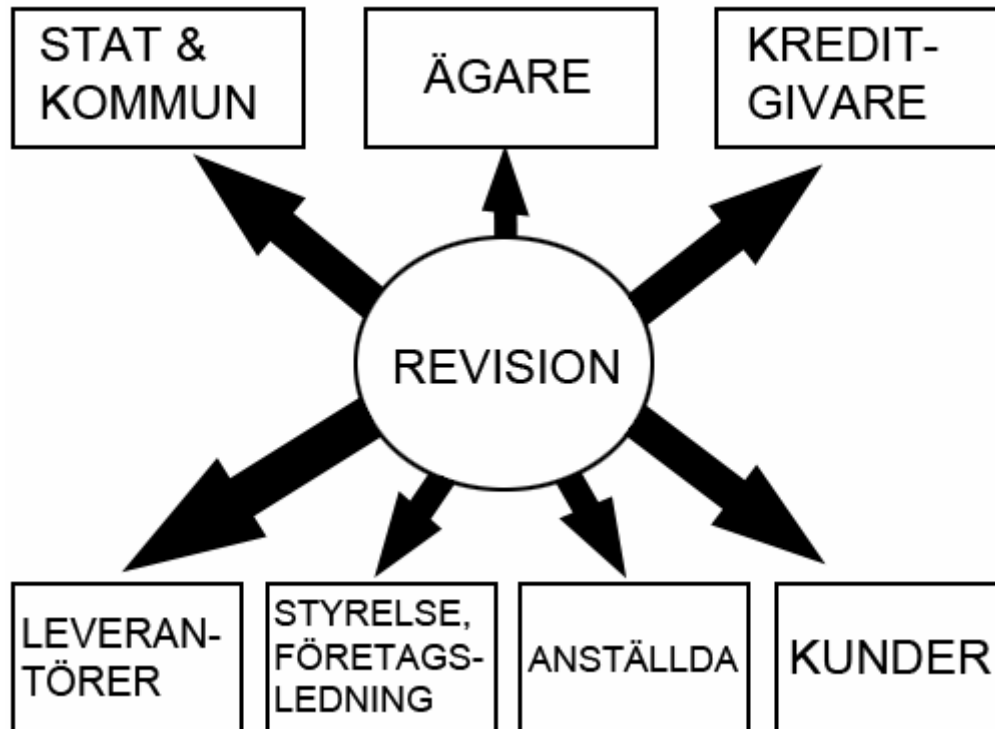 STAT &
KOMMUN
ÄGARE
KREDIT-
GIVARE
REVISION
LEVERAN-
TÖRER
STYRELSE,
FÖRETAGS-
LEDNING
ANSTÄLLDA
KUNDER